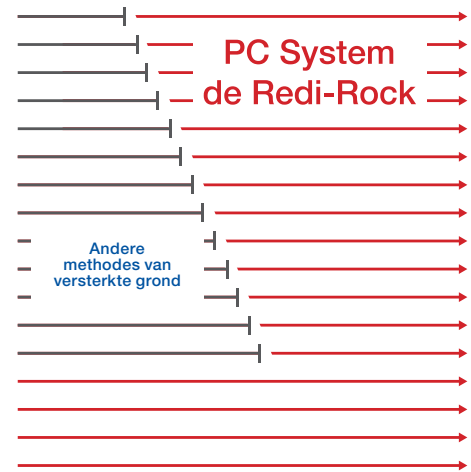 PC System
de Redi-Rock
Andere
methodes van
versterkte grond